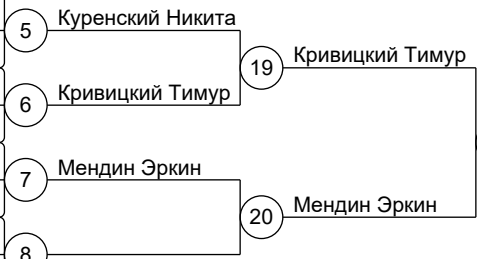 5 Куренский Никита
19 Кривицкий Тимур
6 Кривицкий Тимур
7 Мендин Эркин
20 Мендин Эркин
8